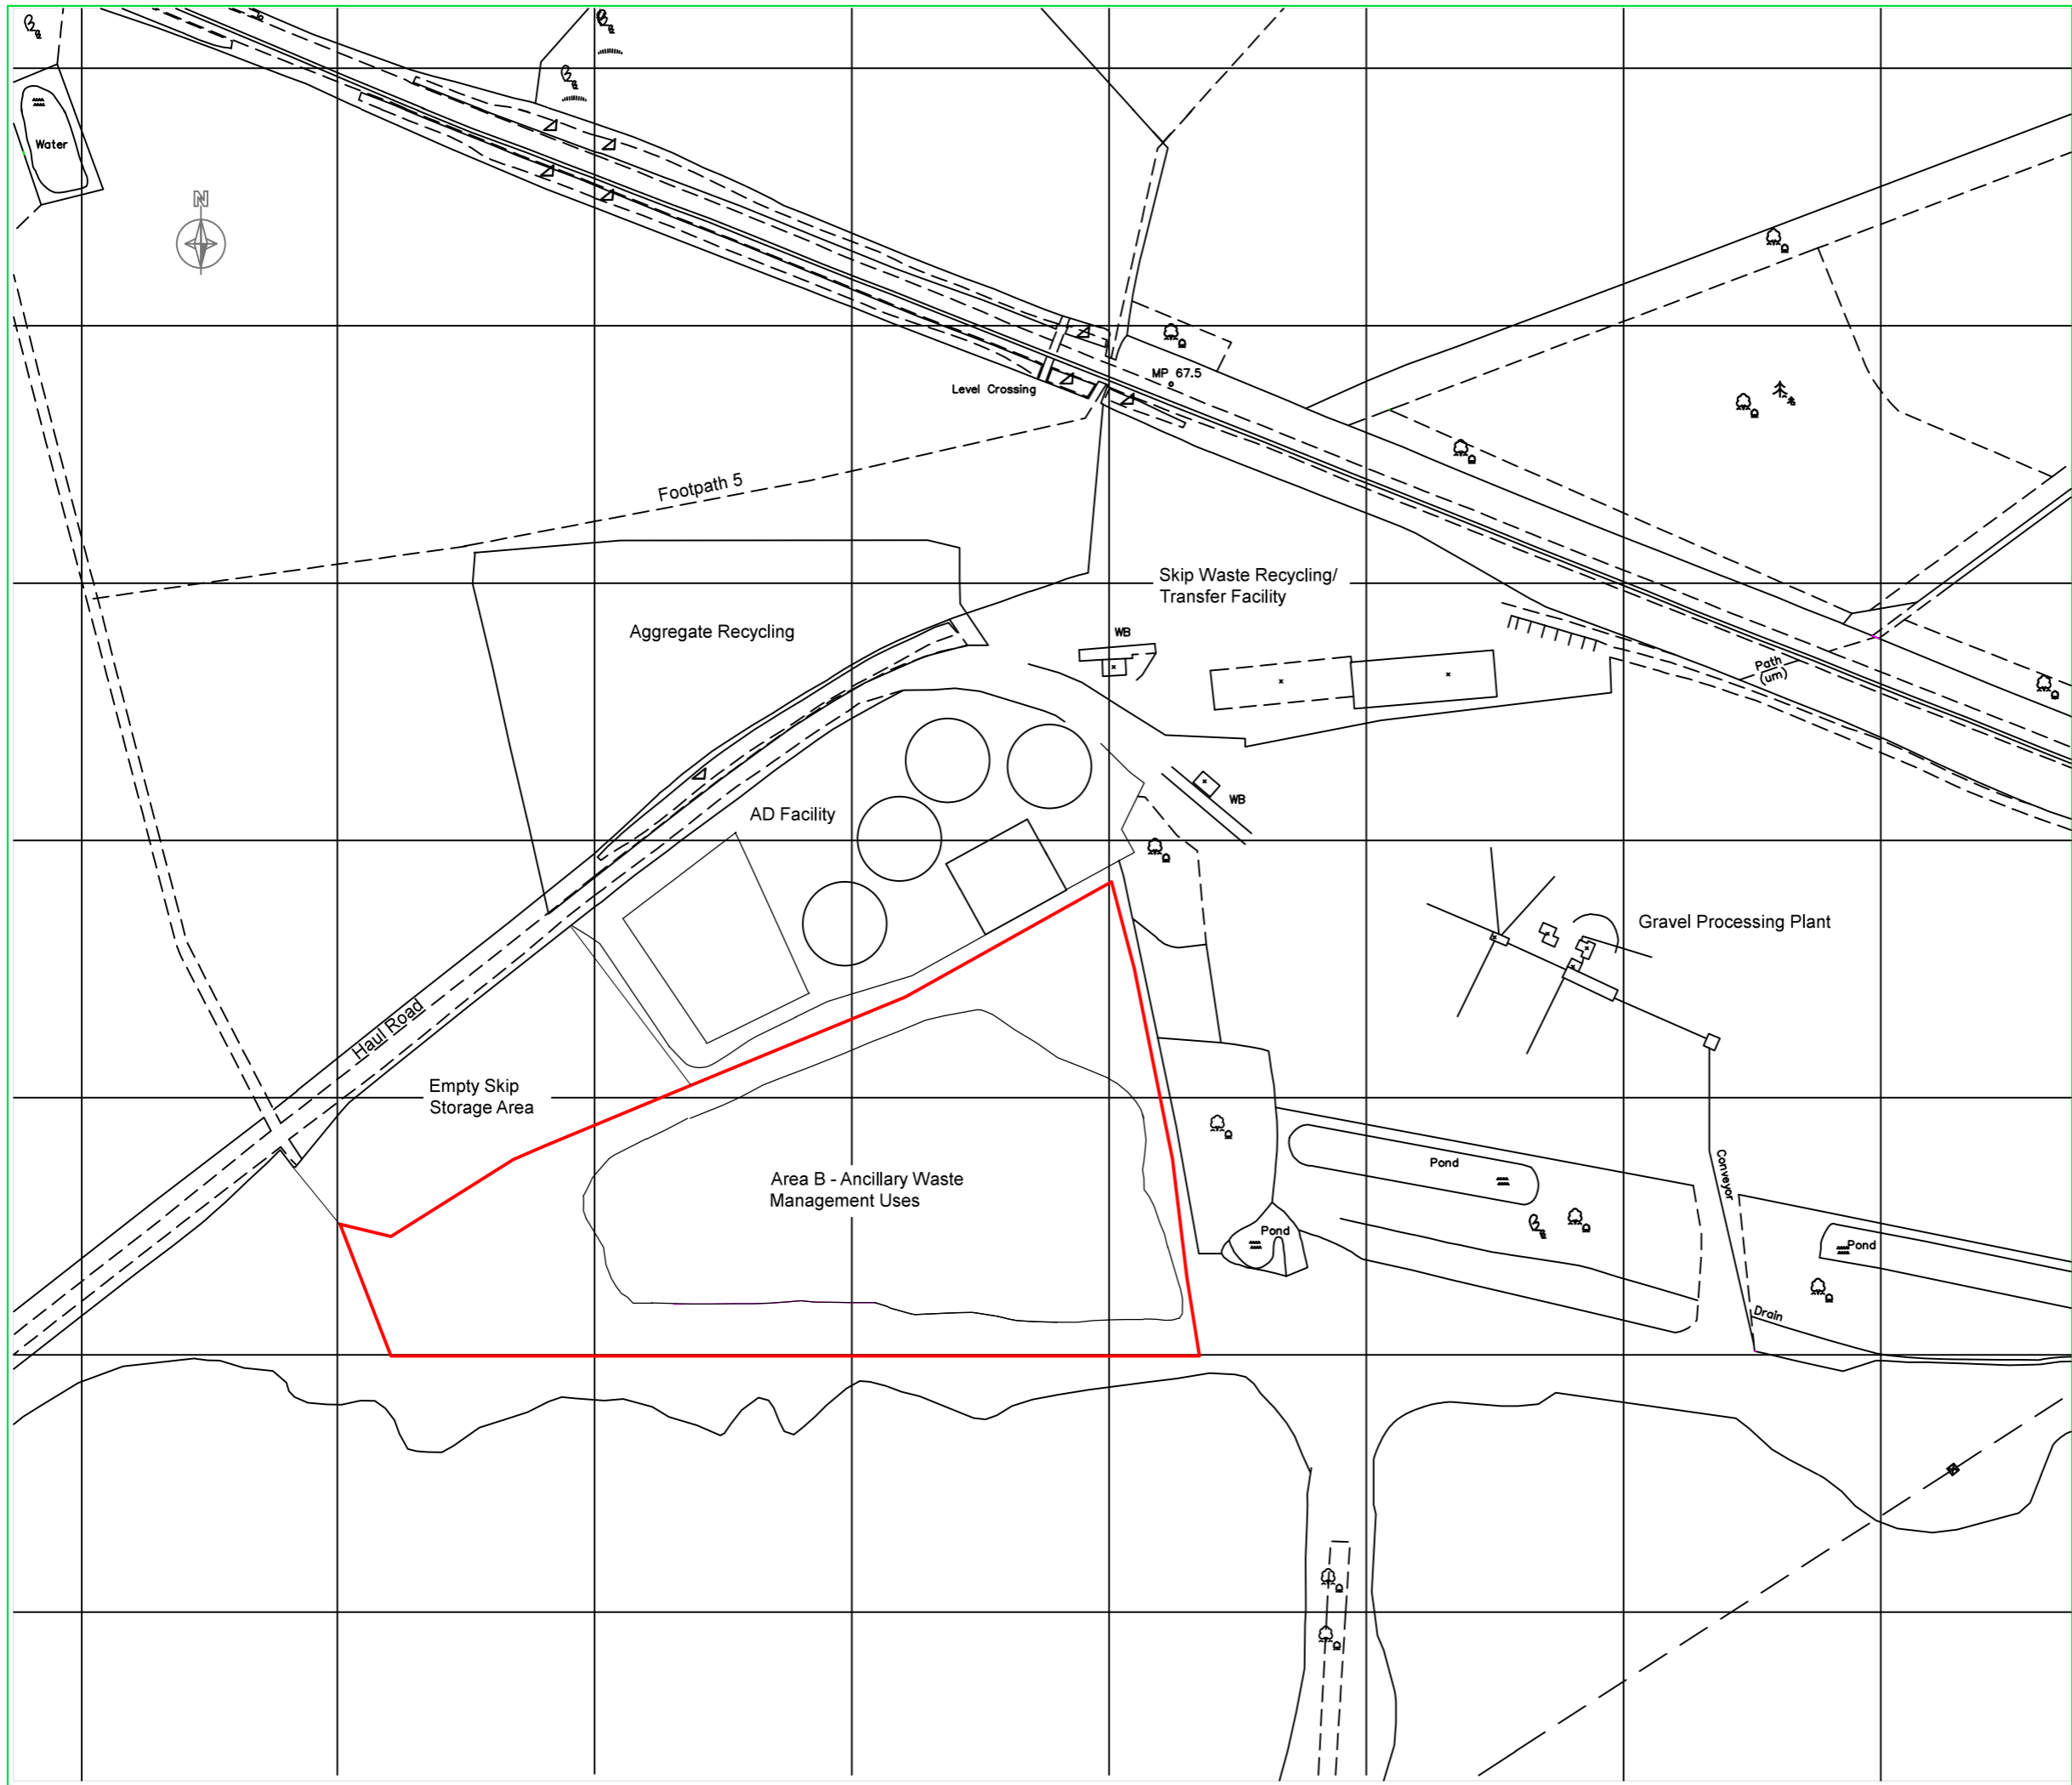 Water
N
MP 67.5
Level Crossing
Footpath 5
Skip Waste Recycling/
Transfer Facility
Aggregate Recycling
WB
Path
(um)
WB
AD Facility
Gravel Processing Plant
Haul Road
Empty Skip
Storage Area
Area B - Ancillary Waste
Management Uses
Pond
Conveyor
Pond
Pond
Drain